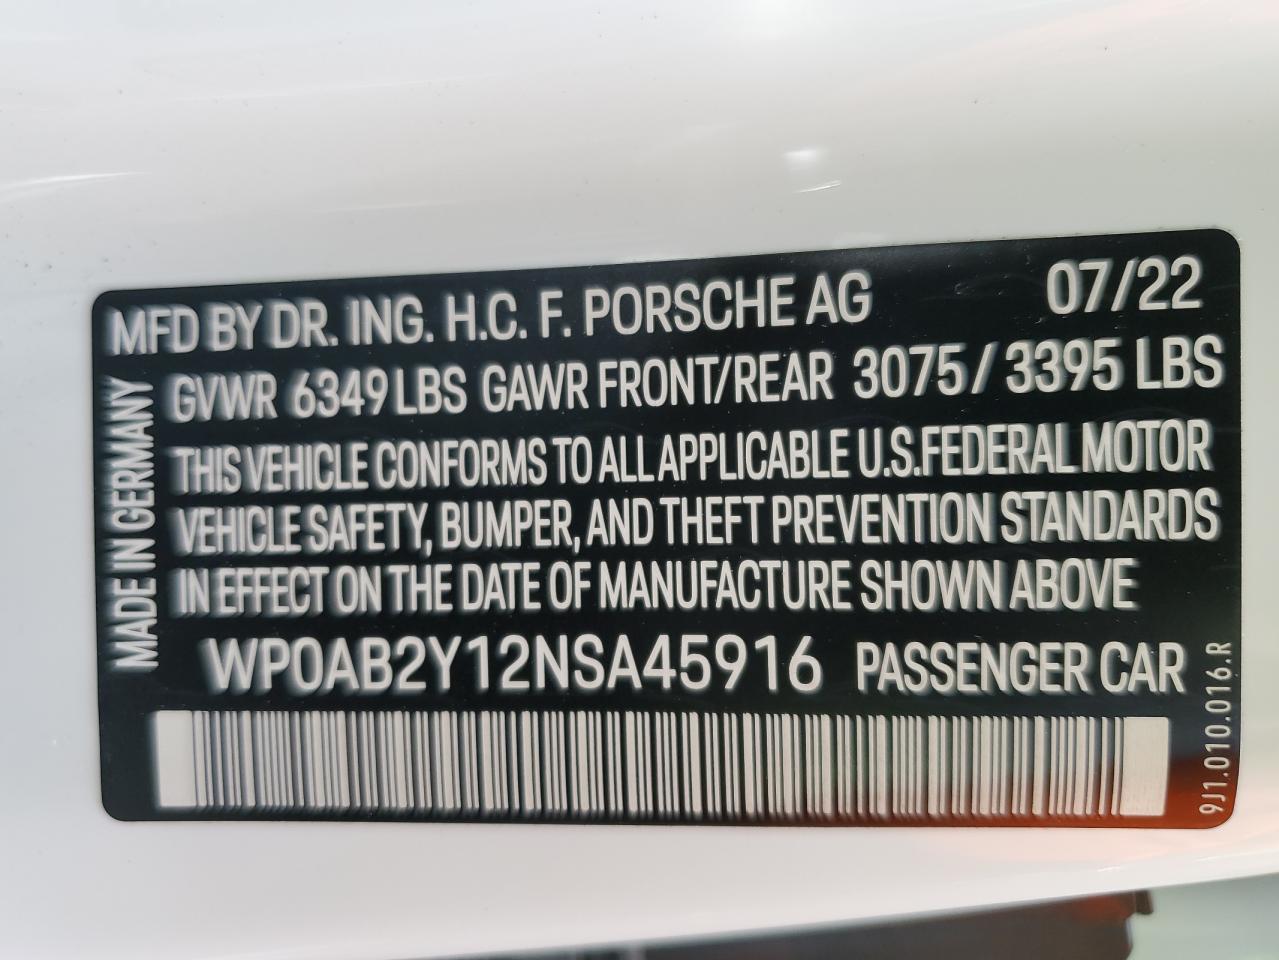 MFD BY DR. ING. H.C. F. PORSCHE AG 07/22
GVWR 6349 LBS GAWR FRONT/REAR 3075 / 3395 LBS
THIS VEHICLE CONFORMS TO ALL APPLICABLE U.S.FEDERAL MOTOR
VEHICLE SAFETY, BUMPER, AND THEFT PREVENTION STANDARDS
IN EFFECT ON THE DATE OF MANUFACTURE SHOWN ABOVE
WP0AB2Y12NSA45916 PASSENGER CAR
MADE IN GERMANY
9J1.010.016.R